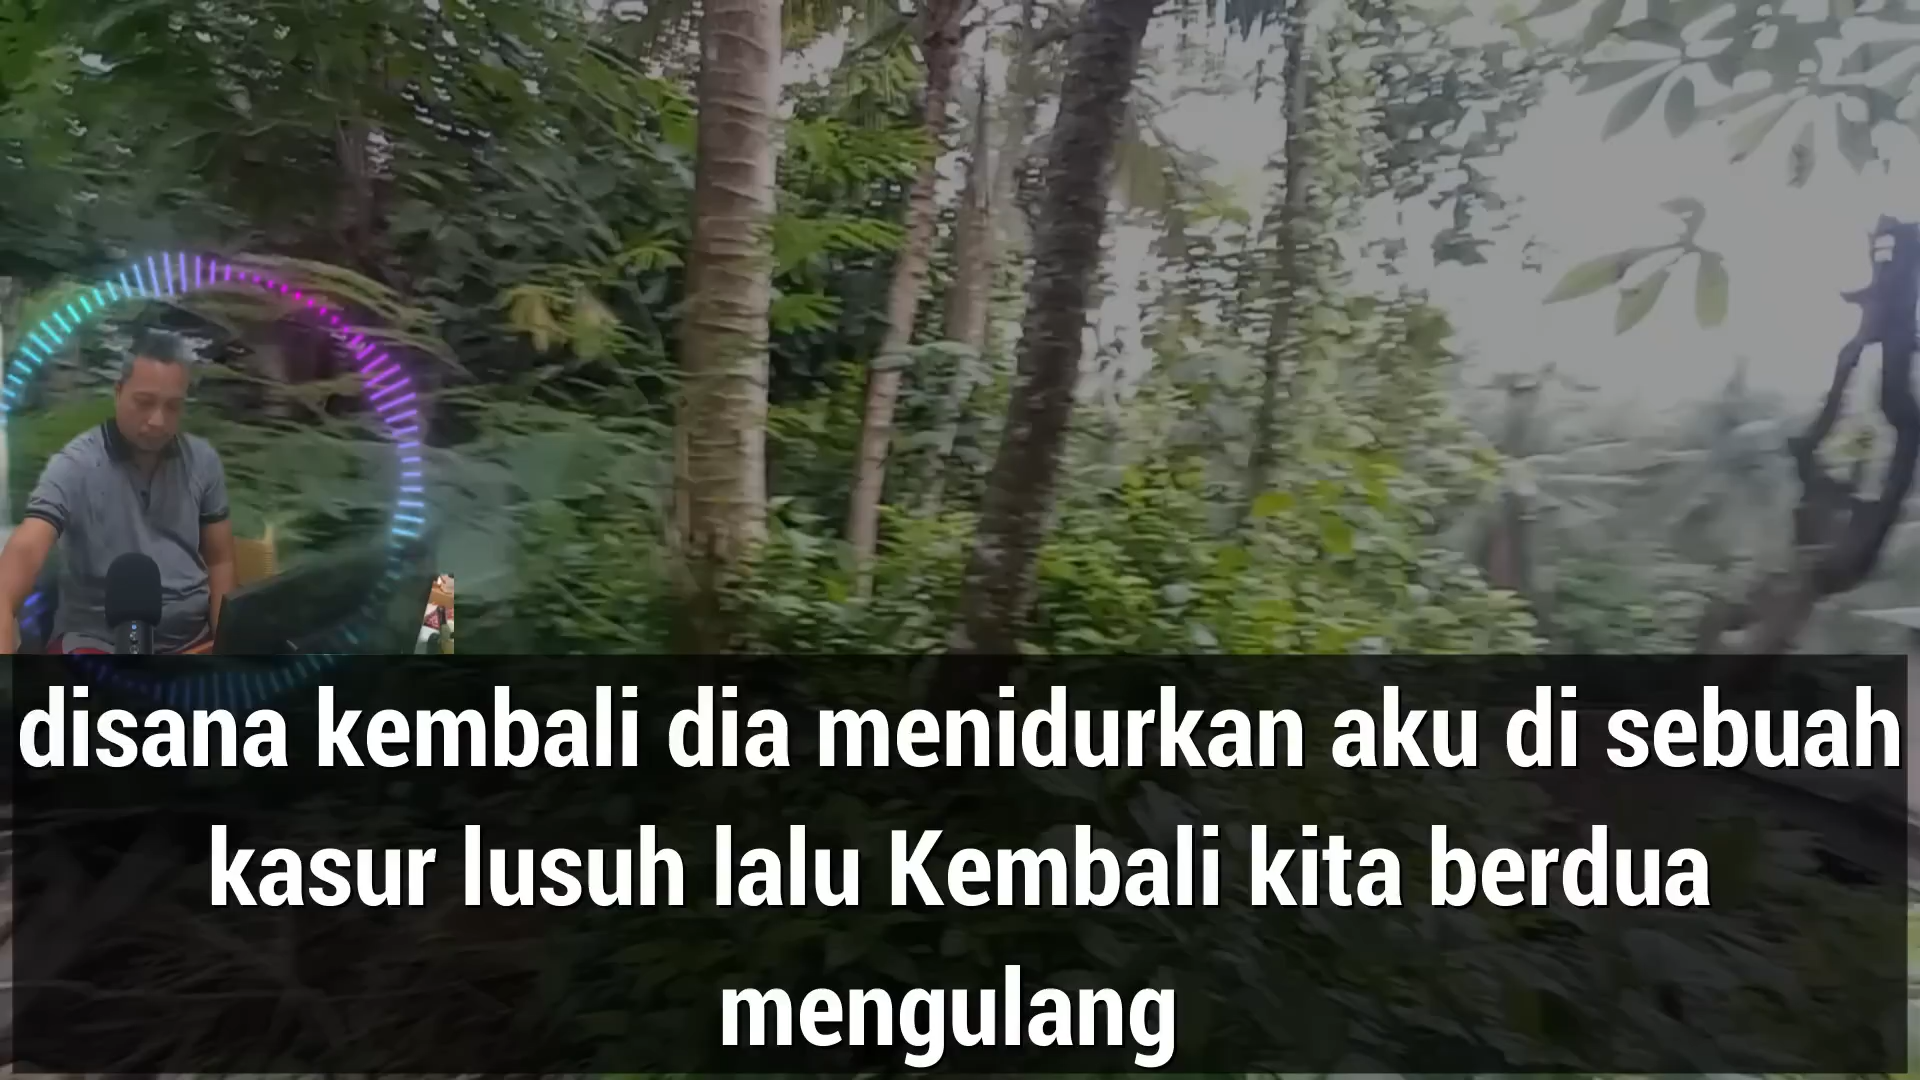 disana kembali dia menidurkan aku di sebuah
kasur lusuh lalu Kembali kita berdua
mengulang